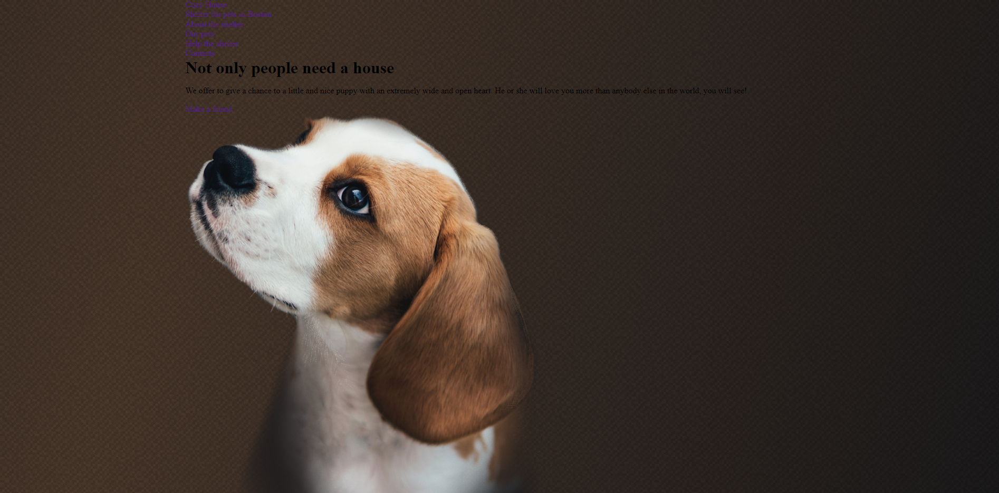 Cozy House
Shelter for pets in Boston
About the shelter
Our pets
Help the shelter
Contacts
Not only people need a house
We offer to give a chance to a little and nice puppy with an extremely wide and open heart. He or she will love you more than anybody else in the world, you will see!
Make a friend